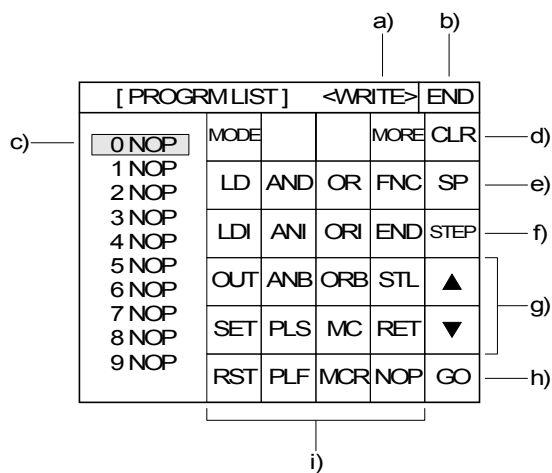 a) b)
[ PROGRM LIST ] <WRITE> END
c) 0 NOP MODE MORE CLR d)
1 NOP LD AND OR FNC SP e)
2 NOP
3 NOP LDI ANI ORI END STEP f)
4 NOP
5 NOP OUT ANB ORB STL ▲ g)
6 NOP
7 NOP SET PLS MC RET ▼
8 NOP
9 NOP RST PLF MCR NOP GO h)
i)